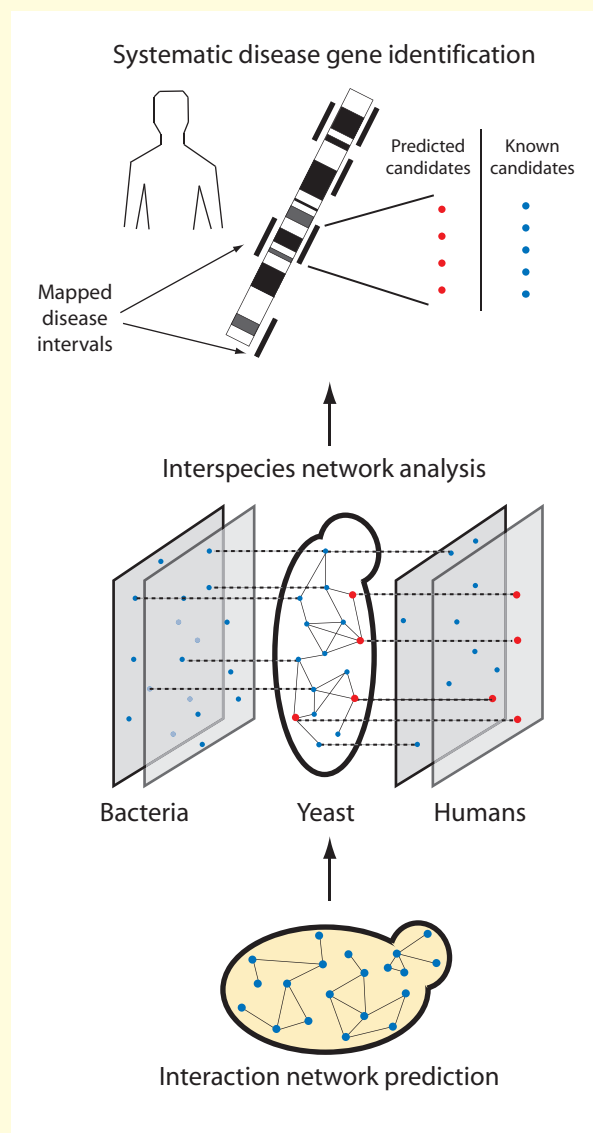 Systematic disease gene identification
Predicted
candidates
Known
candidates
Mapped
disease
intervals
Interspecies network analysis
Bacteria
Yeast
Humans
Interaction network prediction